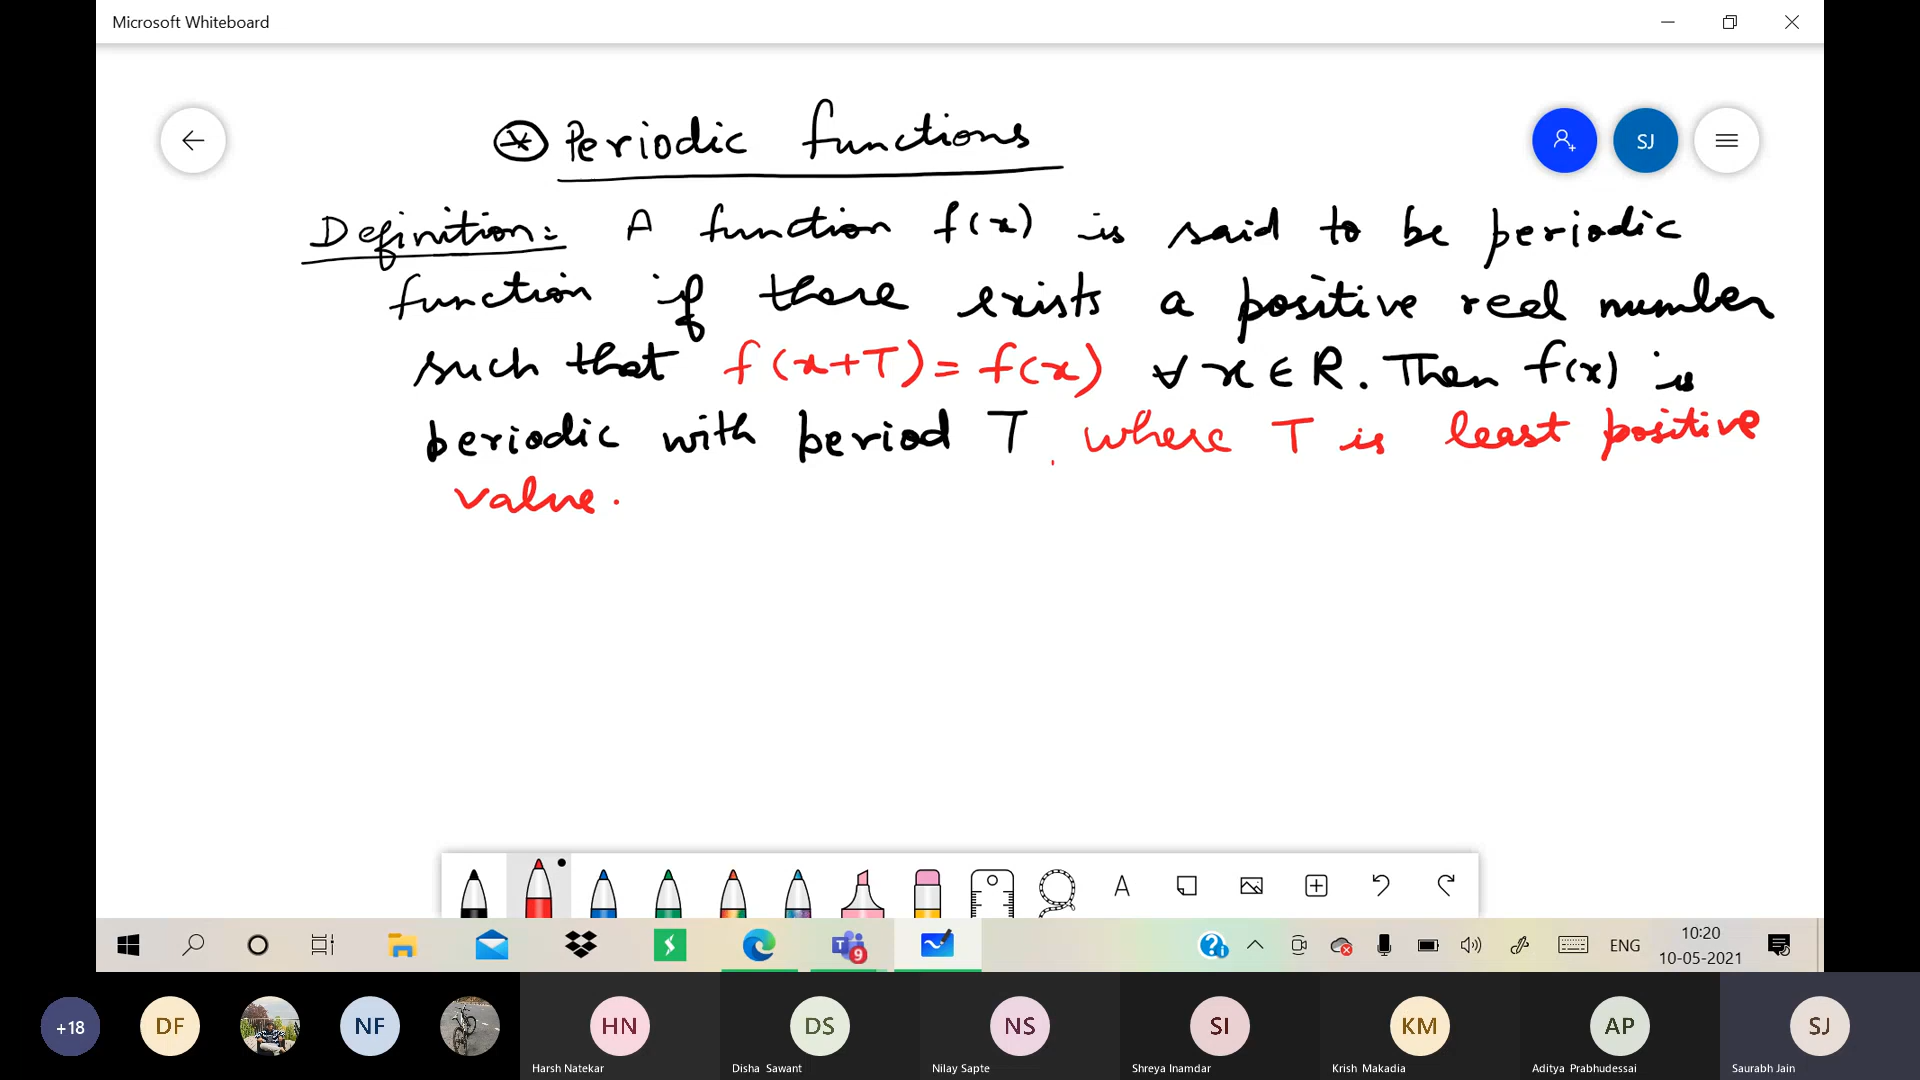 Microsoft Whiteboard
Periodic functions
SJ
Definition:- A function f(x) is said to be periodic
function if there exists a positive real number
such that f(x+T) = f(x) ∀ x ∈ R. Then f(x) is
periodic with period T, where T is least positive
value.
A
9
ENG
10:20
10-05-2021
+18
DF
NF
HN
DS
NS
SI
KM
AP
SJ
Harsh Natekar
Disha Sawant
Nilay Sapte
Shreya Inamdar
Krish Makadia
Aditya Prabhudessai
Saurabh Jain